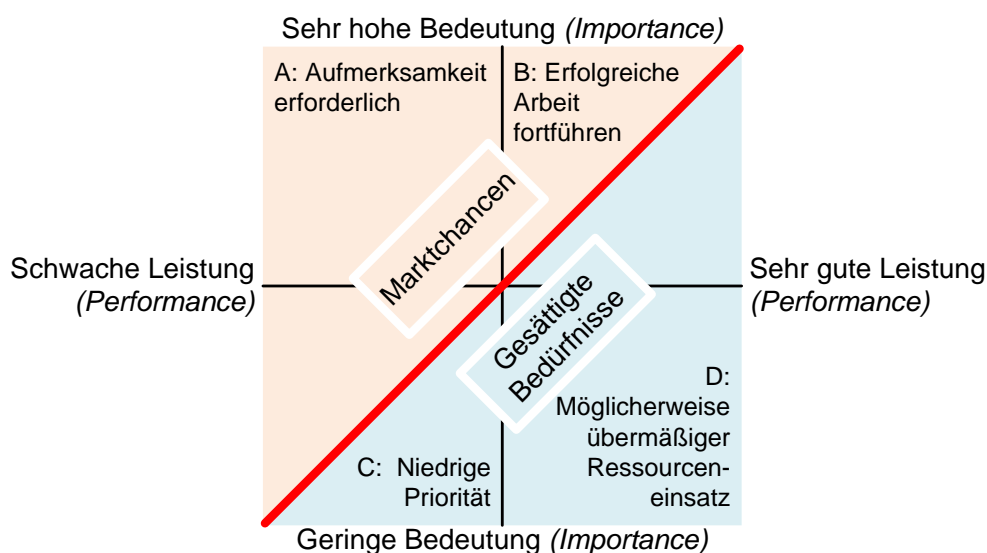 Sehr hohe Bedeutung (Importance)
A: Aufmerksamkeit
erforderlich
B: Erfolgreiche
Arbeit
fortführen
Marktchancen
Schwache Leistung
(Performance)
Sehr gute Leistung
(Performance)
Gesättigte
Bedürfnisse
C: Niedrige
Priorität
D:
Möglicherweise
übermäßiger
Ressourcen-
einsatz
Geringe Bedeutung (Importance)